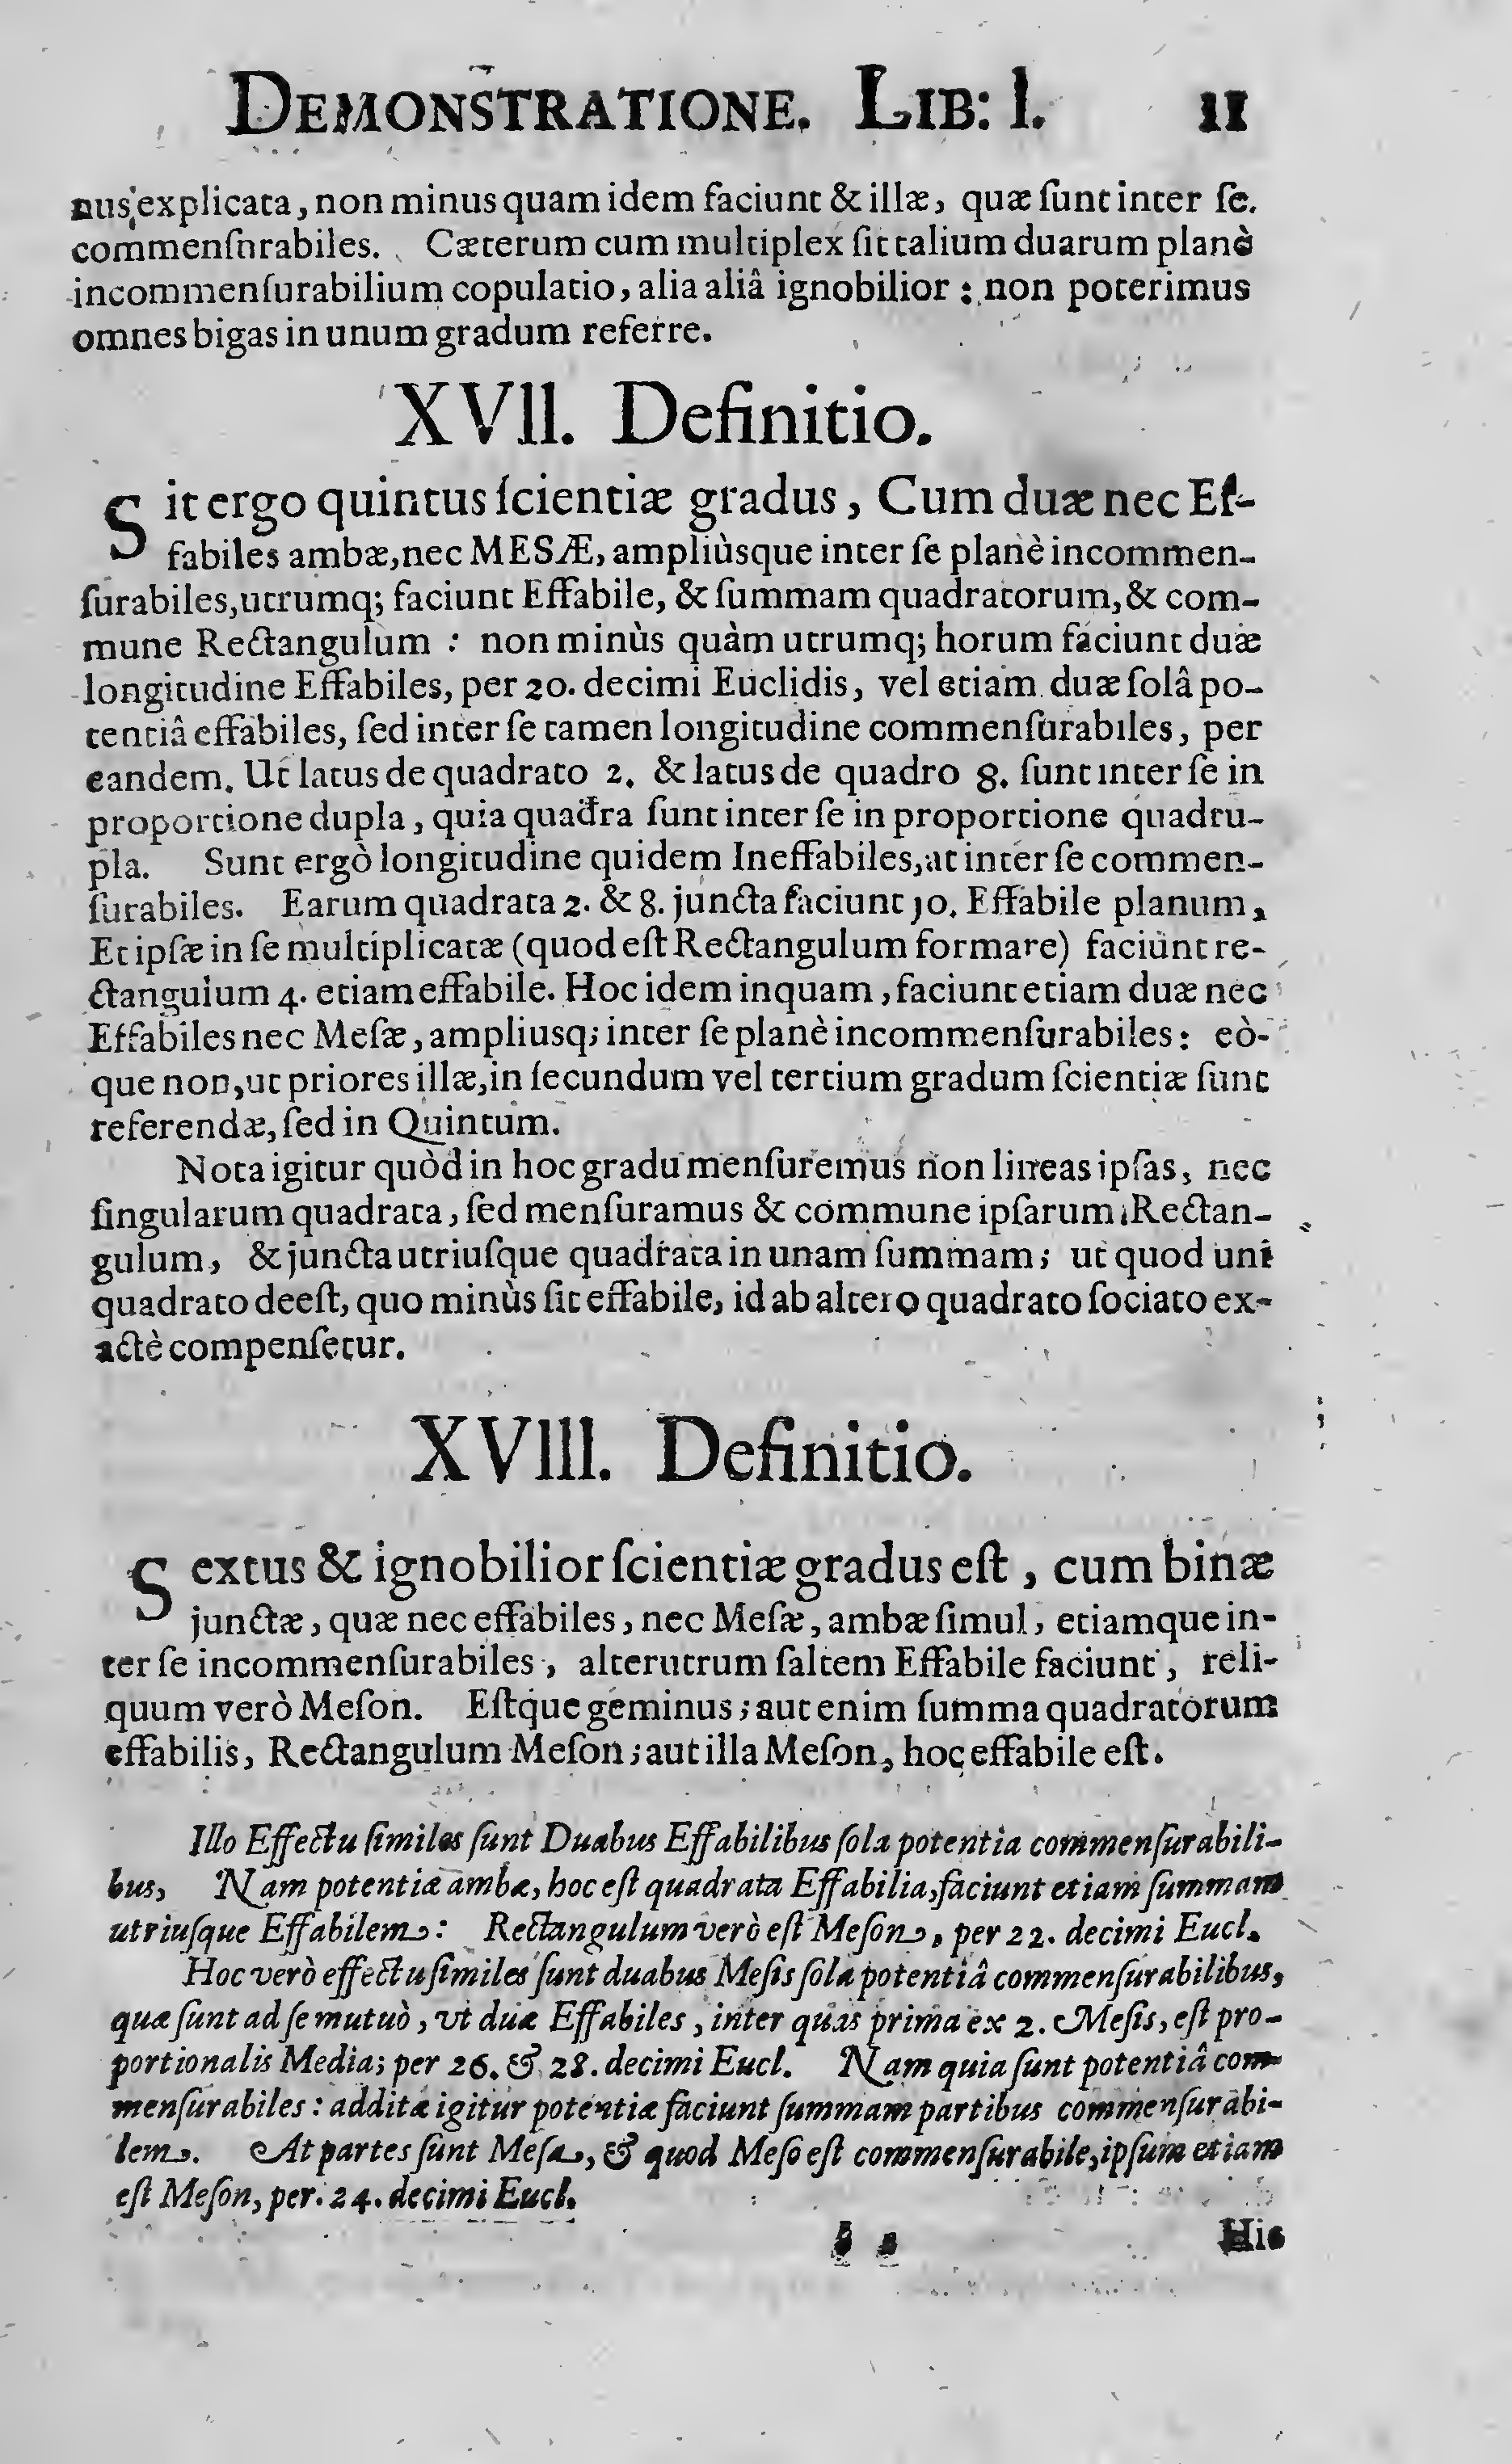 DEMONSTRATIONE. LIB: I. 11
nus explicata, non minus quam idem faciunt & illæ, quæ ſunt inter ſe.
commenſurabiles. Cæterum cum multiplex ſit talium duarum planè
incommenſurabilium copulatio, alia aliâ ignobilior : non poterimus
omnes bigas in unum gradum referre.
XVII. Definitio.
Sit ergo quintus ſcientiæ gradus, Cum duæ nec Ef-
fabiles ambæ, nec MESÆ, ampliùsque inter ſe planè incommen-
ſurabiles, utrumq; faciunt Effabile, & ſummam quadratorum, & com-
mune Rectangulùm : non minùs quàm utrumq; horum faciunt duæ
longitudine Effabiles, per 20. decimi Euclidis, vel etiam duæ ſolâ po-
tentiâ effabiles, ſed inter ſe tamen longitudine commenſurabiles, per
eandem. Ut latus de quadrato 2. & latus de quadro 8. ſunt inter ſe in
proportione dupla, quia quadra ſunt inter ſe in proportione quadru-
pla. Sunt ergò longitudine quidem Ineffabiles, at inter ſe commen-
ſurabiles. Earum quadrata 2. & 8. juncta faciunt 10. Effabile planum,
Et ipſæ in ſe multiplicatæ (quod eſt Rectangulum formare) faciunt re-
ctangulum 4. etiam effabile. Hoc idem inquam, faciunt etiam duæ nec
Effabiles nec Meſæ, ampliusq; inter ſe planè incommenſurabiles : eò-
que non, ut priores illæ, in ſecundum vel tertium gradum ſcientiæ ſunt
referendæ, ſed in Quintum.
Nota igitur quòd in hoc gradu menſuremus non lineas ipſas, nec
ſingularum quadrata, ſed menſuramus & commune ipſarum Rectan-
gulum, & juncta utriuſque quadrata in unam ſummam; ut quod uni
quadrato deeſt, quo minùs ſit effabile, id ab altero quadrato ſociato ex-
actè compenſetur.
XVIII. Definitio.
Sextus & ignobilior ſcientiæ gradus eſt, cum binæ
junctæ, quæ nec effabiles, nec Meſæ, ambæ ſimul, etiamque in-
ter ſe incommenſurabiles, alterutrum ſaltem Effabile faciunt, reli-
quum verò Meſon. Eſtque geminus; aut enim ſumma quadratorum
effabilis, Rectangulum Meſon; aut illa Meſon, hoc effabile eſt.
Illo Effectu ſimiles ſunt Duabus Effabilibus ſola potentia commenſurabili-
bus, Nam potentiæ ambæ, hoc eſt quadrata Effabilia, faciunt etiam ſummam
utriuſque Effabilem: Rectangulum verò eſt Meſon, per 22. decimi Eucl.
Hoc verò effectu ſimiles ſunt duabus Meſis ſolâ potentiâ commenſurabilibus,
quæ ſunt ad ſe mutuò, vt duæ Effabiles, inter quas prima ex 2. Meſis, eſt pro-
portionalis Media; per 26. & 28. decimi Eucl. Nam quia ſunt potentiâ com-
menſurabiles : additæ igitur potentiæ faciunt ſummam partibus commenſurabi-
lem. At partes ſunt Meſa, & quod Meſo eſt commenſurabile, ipſum etiam
eſt Meſon, per. 24. decimi Eucl.
His